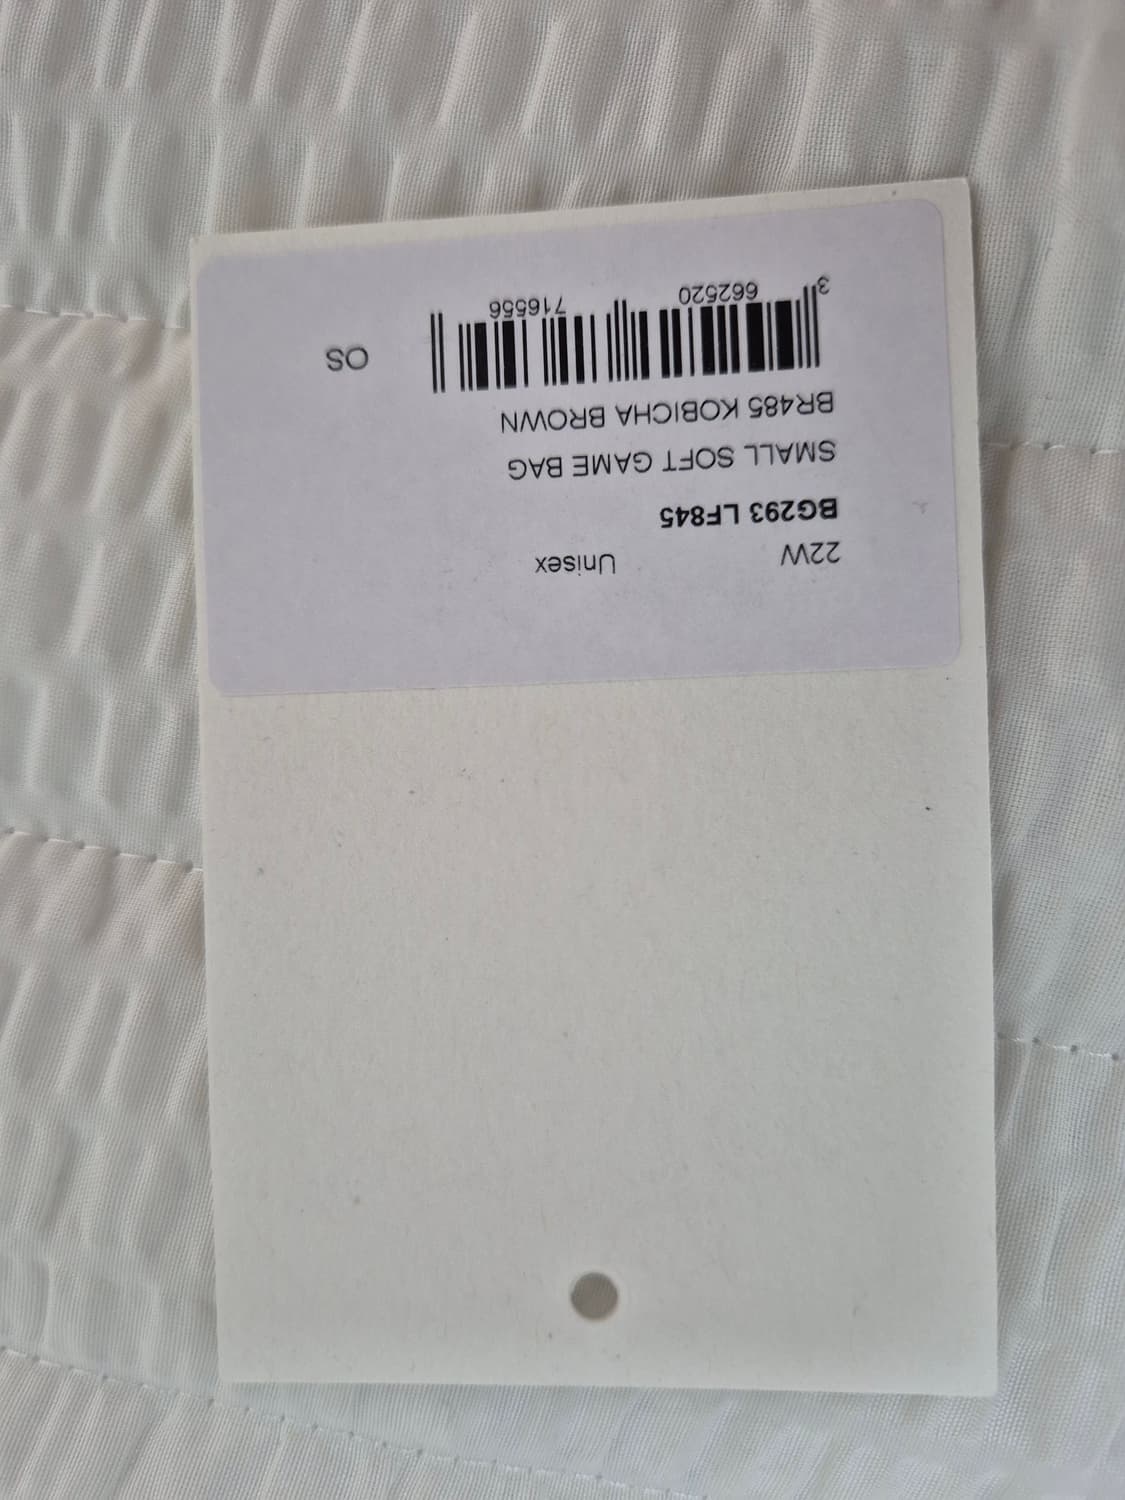 22W Unisex
BG293 LF845
SMALL SOFT GAME BAG
BR485 KOBICHA BROWN
OS
3 662520 716556